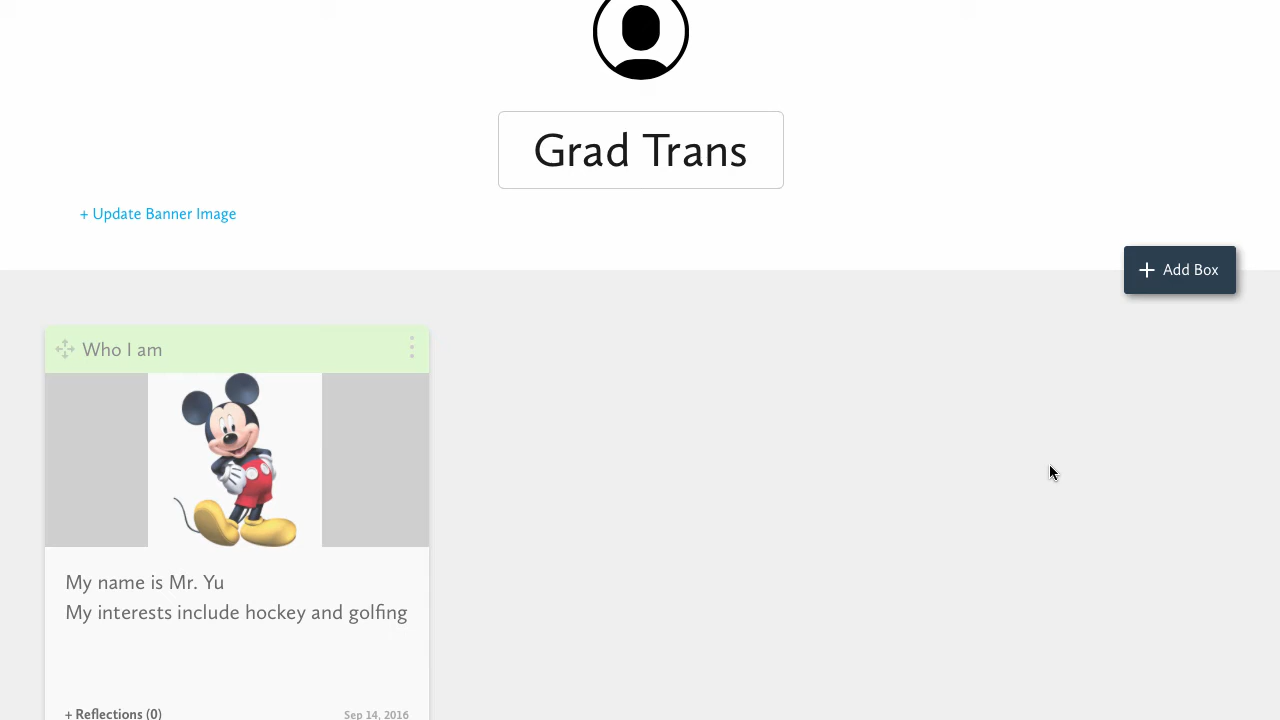 Grad Trans
+ Update Banner Image
+ Add Box
Who I am
My name is Mr. Yu
My interests include hockey and golfing
+ Reflections (0)
Sep 14, 2016